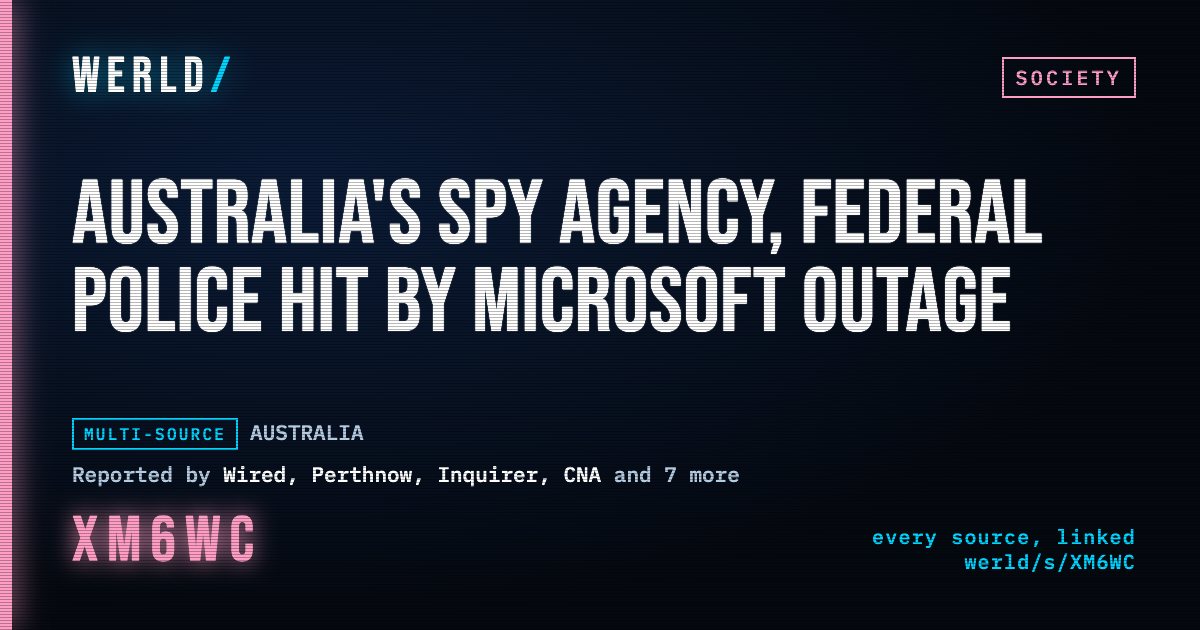 WERLD/
SOCIETY
AUSTRALIA'S SPY AGENCY, FEDERAL
POLICE HIT BY MICROSOFT OUTAGE
MULTI-SOURCE AUSTRALIA
Reported by Wired, Perthnow, Inquirer, CNA and 7 more
XM6WC
every source, linked
werld/s/XM6WC